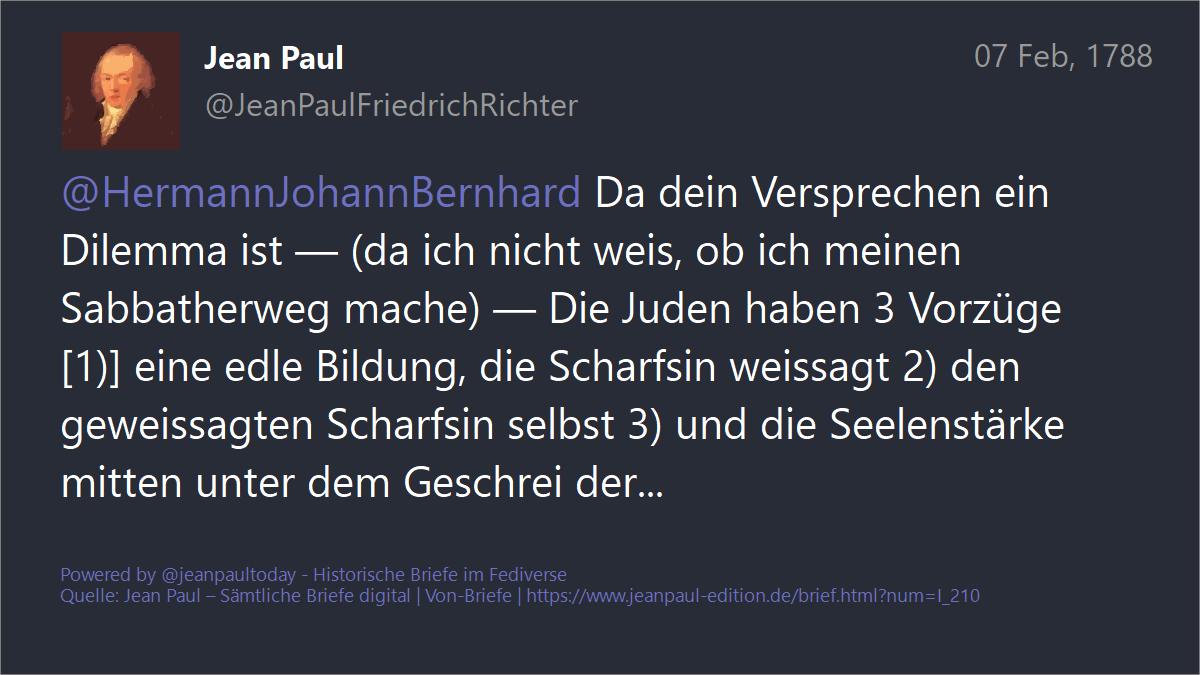 Jean Paul
07 Feb, 1788
@JeanPaulFriedrichRichter
@HermannJohannBernhard Da dein Versprechen ein
Dilemma ist — (da ich nicht weis, ob ich meinen
Sabbatherweg mache) — Die Juden haben 3 Vorzüge
[1)] eine edle Bildung, die Scharfsin weissagt 2) den
geweissagten Scharfsin selbst 3) und die Seelenstärke
mitten unter dem Geschrei der...
Powered by @jeanpaultoday - Historische Briefe im Fediverse
Quelle: Jean Paul – Sämtliche Briefe digital | Von-Briefe | https://www.jeanpaul-edition.de/brief.html?num=I_210